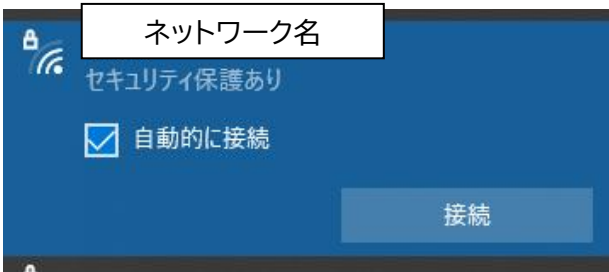 ネットワーク名
セキュリティ保護あり
自動的に接続
接続